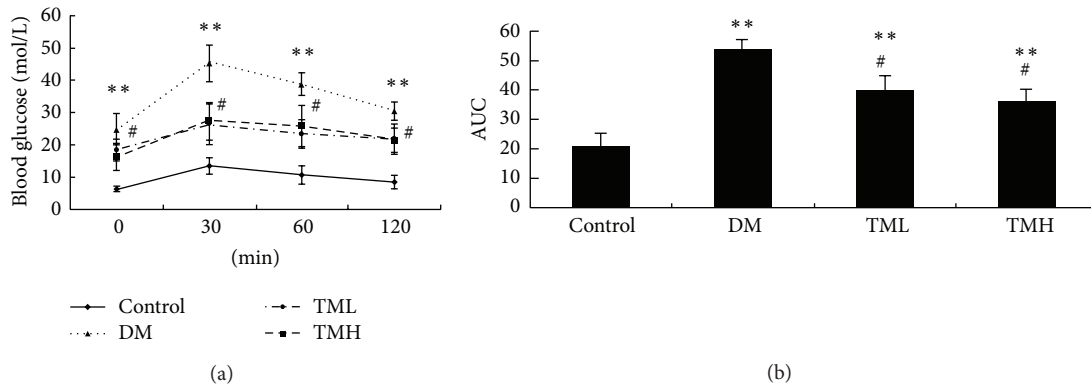 60
50
40
30
20
10
0
Blood glucose (mol/L)
**
**
**
**
#
#
#
#
0 30 60 120
(min)
Control
DM
TML
TMH
(a)
60
50
40
30
20
10
0
AUC
**
**
#
**
#
Control DM TML TMH
(b)